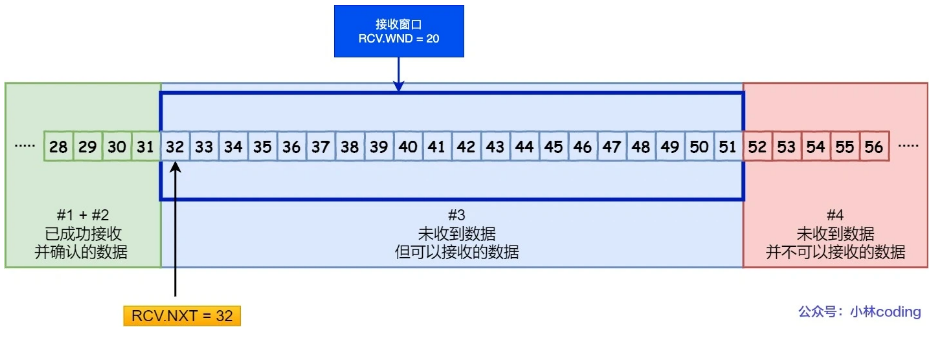 接收窗口
RCV.WND = 20
····· 28 29 30 31 32 33 34 35 36 37 38 39 40 41 42 43 44 45 46 47 48 49 50 51 52 53 54 55 56 ·····
#1 + #2
已成功接收
并确认的数据
#3
未收到数据
但可以接收的数据
#4
未收到数据
并不可以接收的数据
RCV.NXT = 32
公众号：小林coding